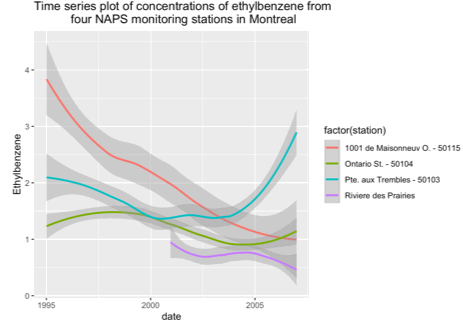 Time series plot of concentrations of ethylbenzene from
four NAPS monitoring stations in Montreal
4
3
2
1
0
Ethylbenzene
1995
2000
2005
date
factor(station)
1001 de Maisonneuv O. - 50115
Ontario St. - 50104
Pte. aux Trembles - 50103
Riviere des Prairies